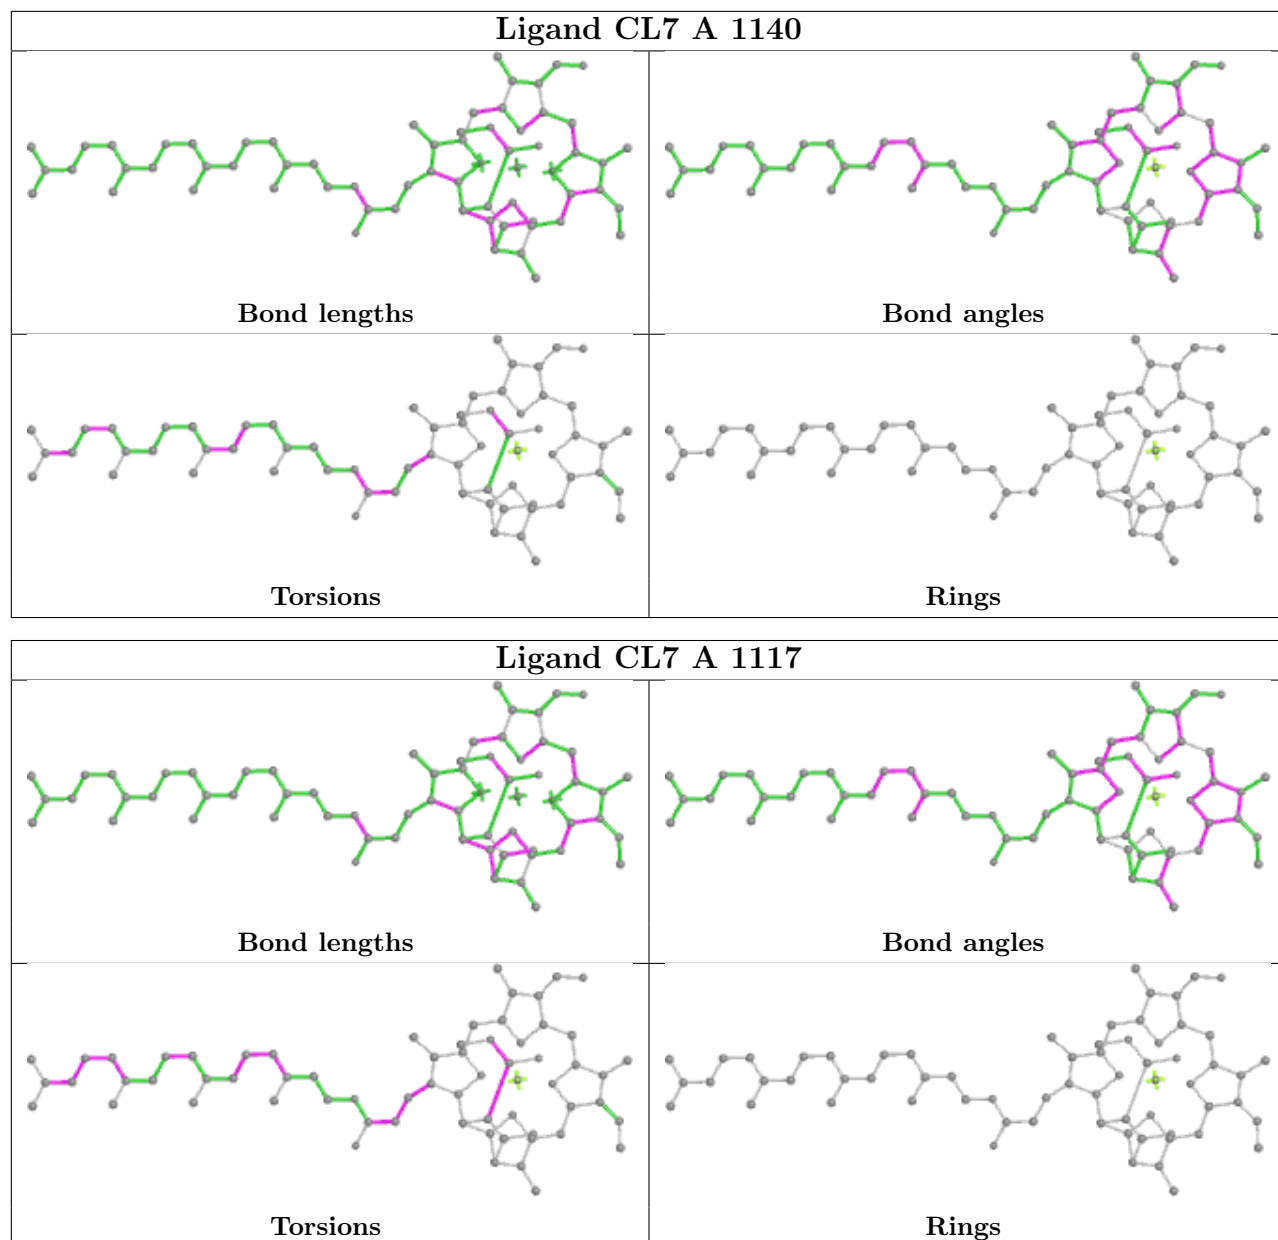 Ligand CL7 A 1140
Bond lengths
Bond angles
Torsions
Rings
Ligand CL7 A 1117
Bond lengths
Bond angles
Torsions
Rings